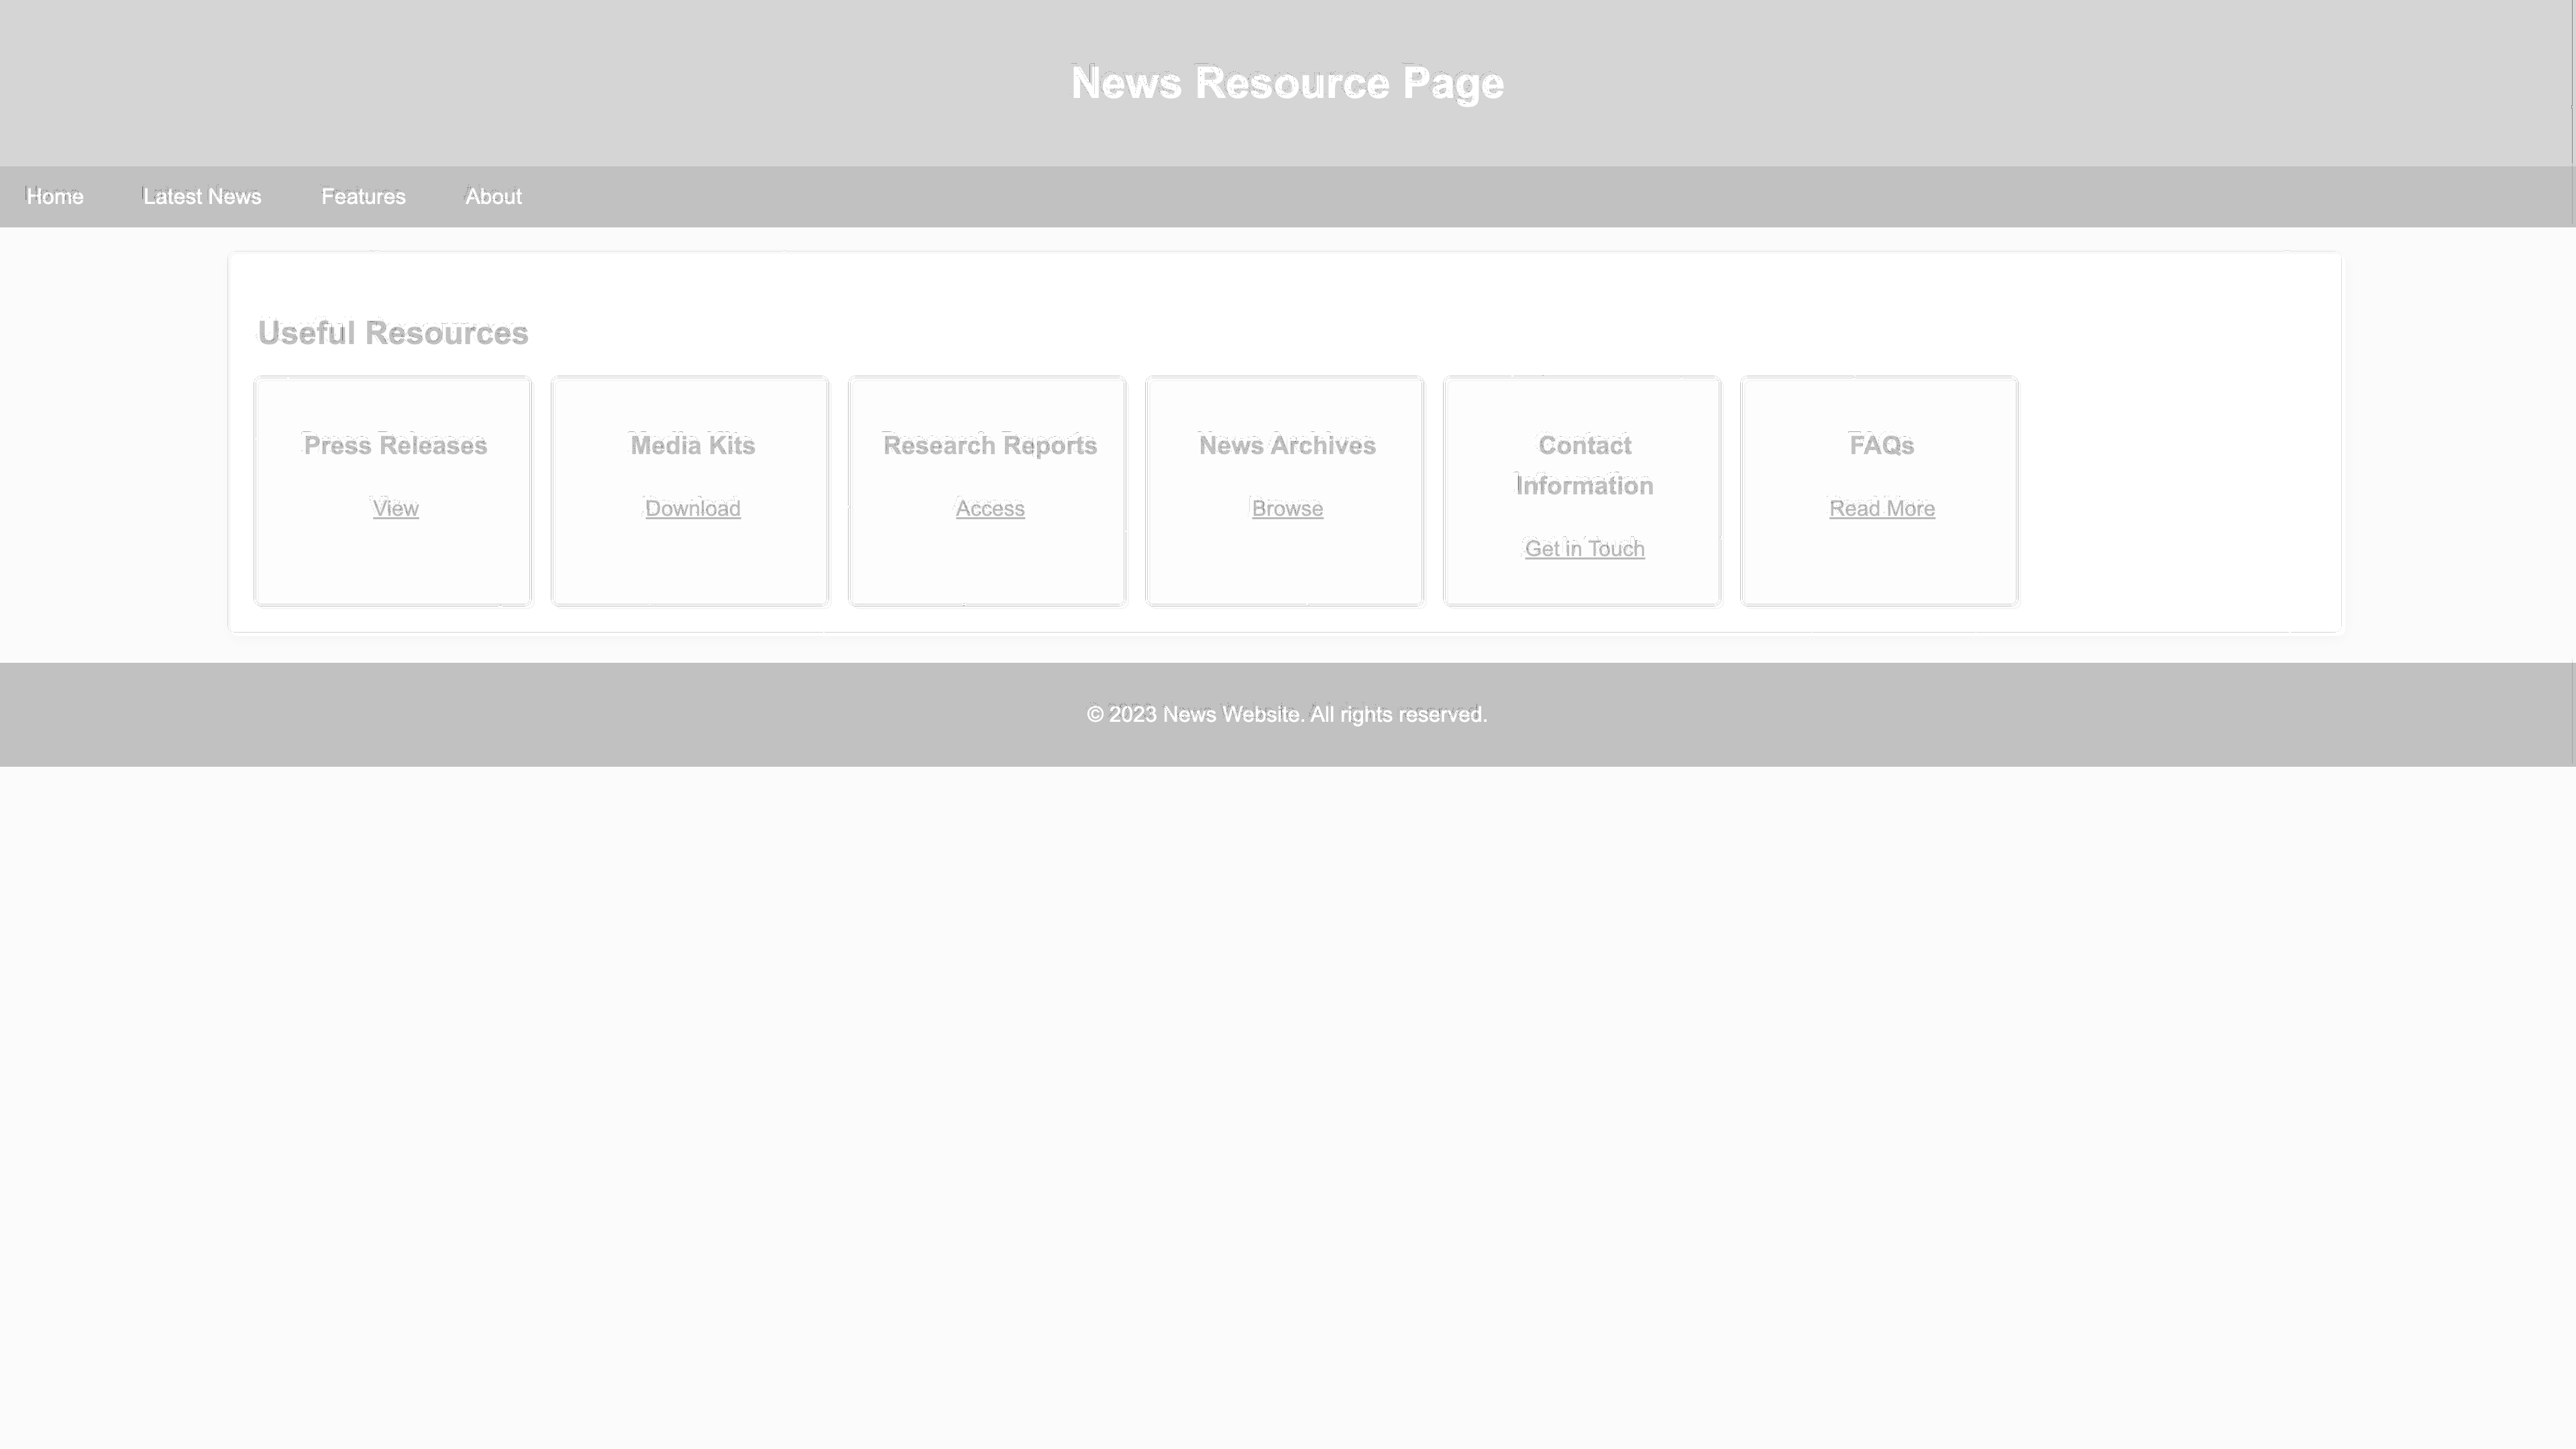 News Resource Page
Home Latest News Features About
Useful Resources
Press Releases
View
Media Kits
Download
Research Reports
Access
News Archives
Browse
Contact
Information
Get in Touch
FAQs
Read More
© 2023 News Website. All rights reserved.